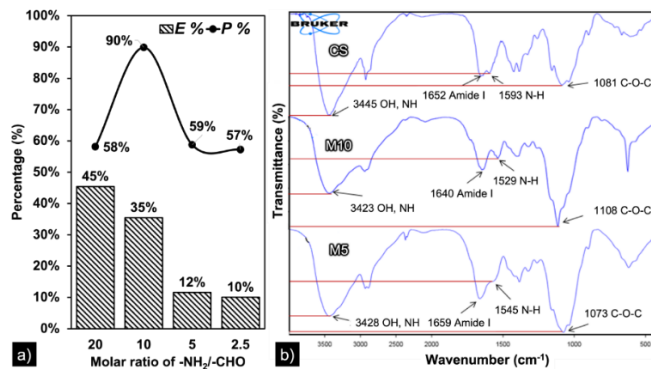 E % P %
100%
90%
80%
70%
60%
50%
40%
30%
20%
10%
0%
Percentage (%)
90%
58%
59%
57%
45%
35%
12%
10%
20 10 5 2.5
Molar ratio of -NH₂/-CHO
a)
BRUKER
CS
1652 Amide I
1593 N-H
1081 C-O-C
3445 OH, NH
M10
1529 N-H
1640 Amide I
3423 OH, NH
1108 C-O-C
M5
1545 N-H
1659 Amide I
1073 C-O-C
3428 OH, NH
Transmittance (%)
3500 3000 2500 2000 1500 1000 500
Wavenumber (cm⁻¹)
b)